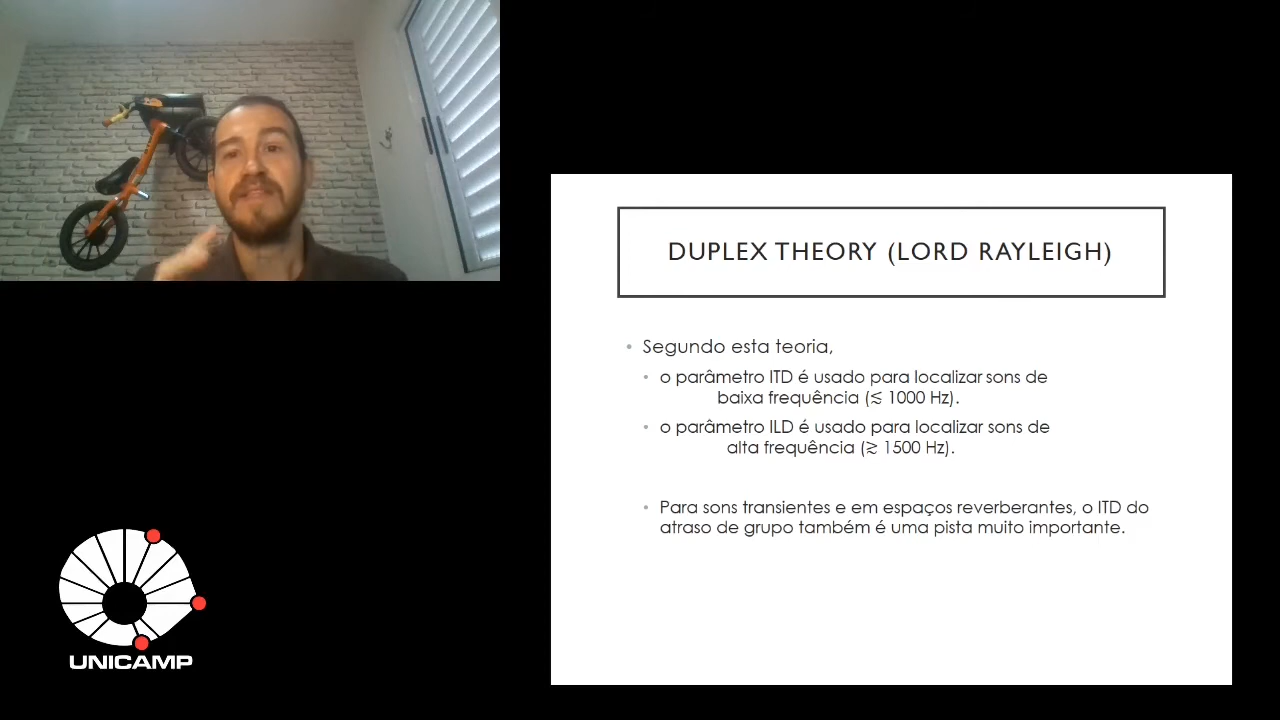 DUPLEX THEORY (LORD RAYLEIGH)
Segundo esta teoria,
o parâmetro ITD é usado para localizar sons de
baixa frequência (≲ 1000 Hz).
o parâmetro ILD é usado para localizar sons de
alta frequência (≳ 1500 Hz).
Para sons transientes e em espaços reverberantes, o ITD do
atraso de grupo também é uma pista muito importante.
UNICAMP